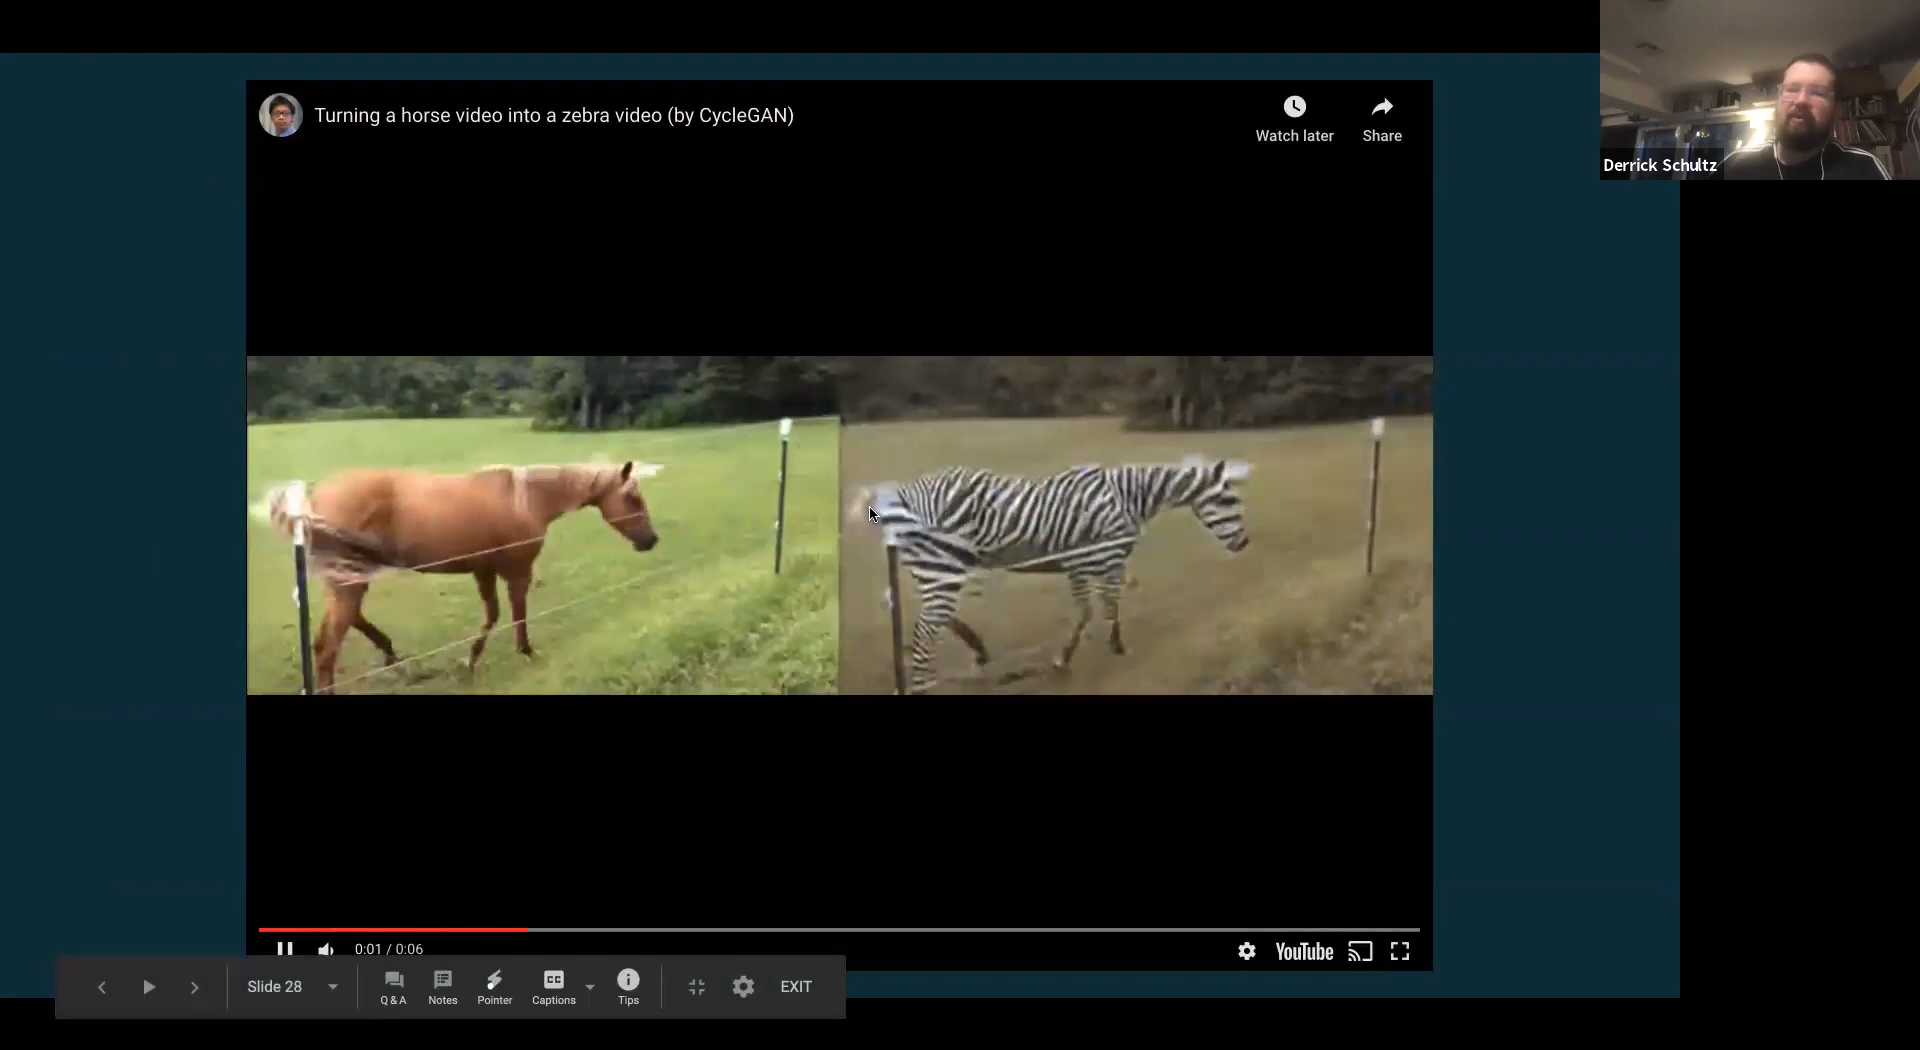 Turning a horse video into a zebra video (by CycleGAN)
Watch later
Share
Derrick Schultz
0:01 / 0:06
YouTube
Slide 28
Q & A
Notes
CC
Pointer
Captions
Tips
EXIT